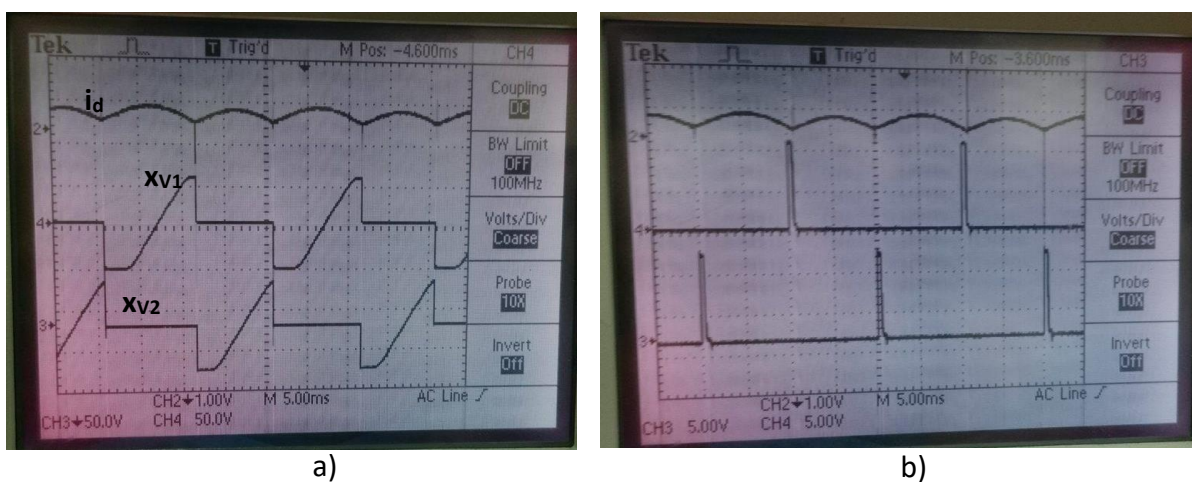 Tek
T Trig'd
M Pos: -4.600ms
CH4
Coupling
DC
BW Limit
OFF
100MHz
Volts/Div
Coarse
Probe
10X
Invert
Off
id
xV1
xV2
2
4
3
CH2 1.00V
M 5.00ms
AC Line
CH3 50.0V
CH4 50.0V
a)
Tek
T Trig'd
M Pos: -3.600ms
CH3
Coupling
DC
BW Limit
OFF
100MHz
Volts/Div
Coarse
Probe
10X
Invert
Off
2
4
3
CH2 1.00V
M 5.00ms
AC Line
CH3 5.00V
CH4 5.00V
b)